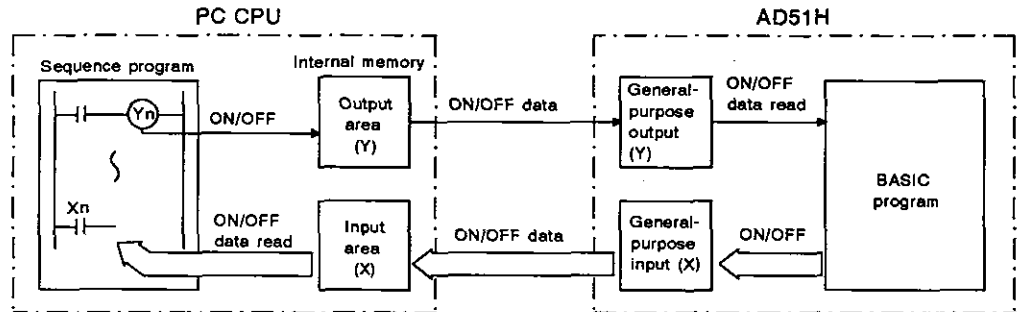 PC CPU
AD51H
Sequence program
Internal memory
Yn
ON/OFF
Output
area
(Y)
ON/OFF data
General-
purpose
output
(Y)
ON/OFF
data read
BASIC
program
Xn
ON/OFF
data read
Input
area
(X)
ON/OFF data
General-
purpose
input (X)
ON/OFF